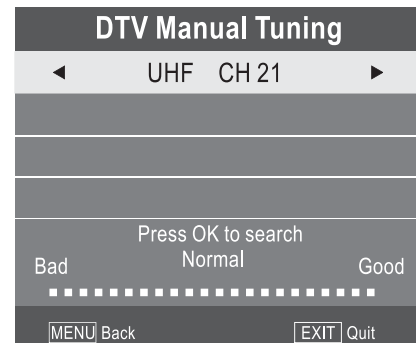 DTV Manual Tuning
UHF CH 21
Press OK to search
Bad Normal Good
MENU Back EXIT Quit